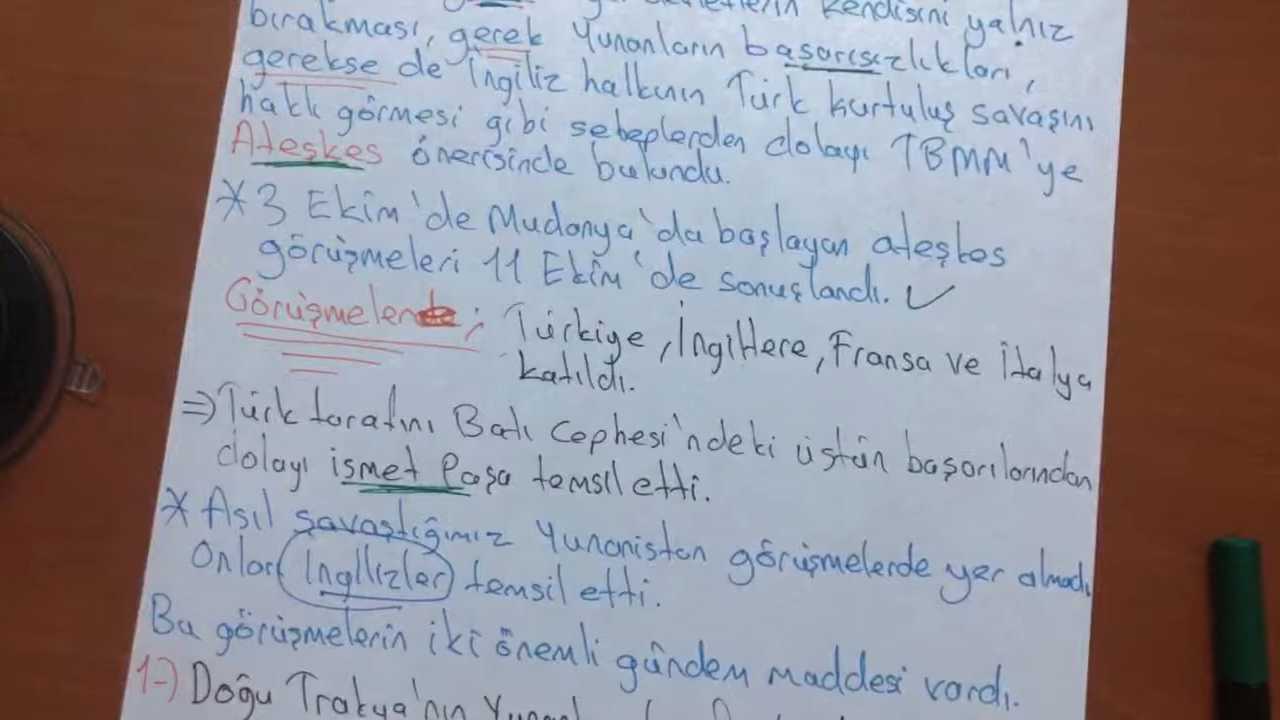 kendisini yalnız
bırakması, gerek Yunanların başarısızlıkları,
gerekse de İngiliz halkının Türk kurtuluş savaşını
haklı görmesi gibi sebeplerden dolayı TBMM'ye
Ateşkes önerisinde bulundu.
* 3 Ekim'de Mudanya'da başlayan ateşkes
görüşmeleri 11 Ekim'de sonuçlandı. ✓
Görüşmelere; Türkiye, İngiltere, Fransa ve İtalya
katıldı.
⇒ Türk tarafını Batı Cephesi'ndeki üstün başarılarından
dolayı ismet Paşa temsil etti.
* Asıl savaştığımız Yunanistan görüşmelerde yer almadı
Onları İngilizler temsil etti.
Bu görüşmelerin iki önemli gündem maddesi vardı.
1-) Doğu Trakya'nın